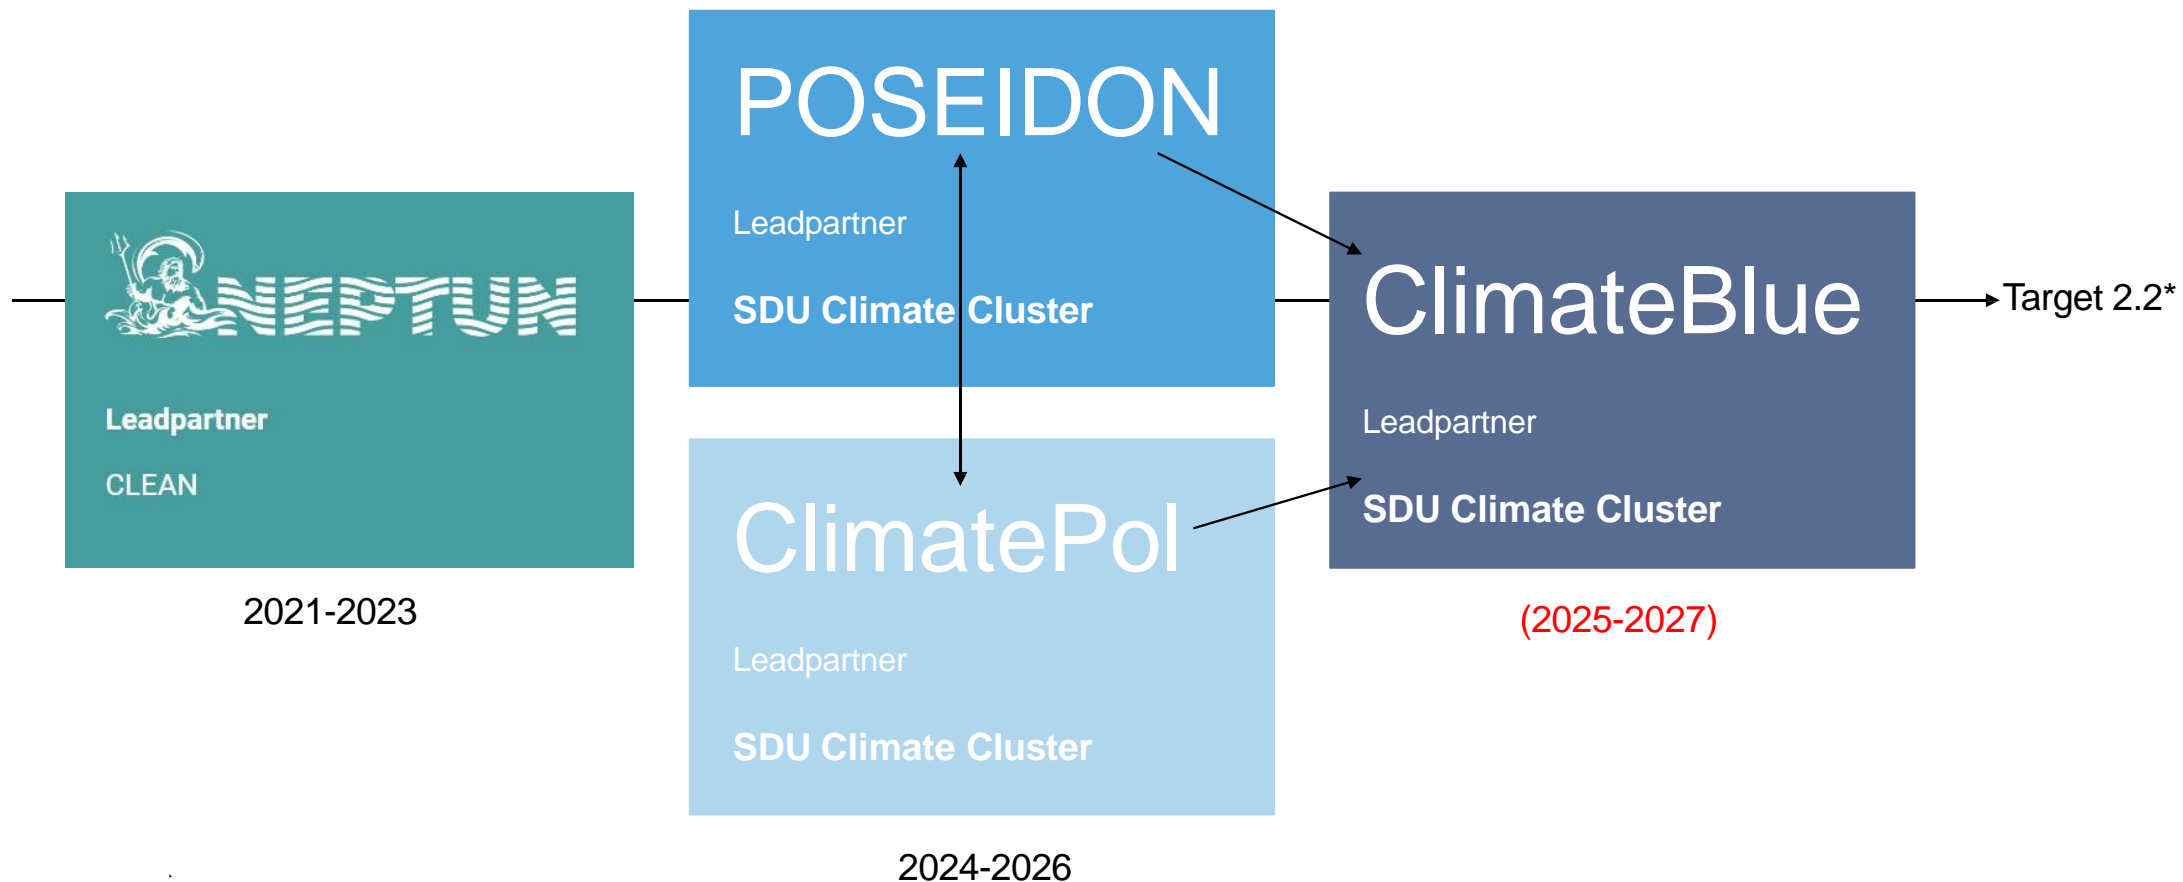 NEPTUN
Leadpartner
CLEAN
2021-2023
POSEIDON
Leadpartner
SDU Climate Cluster
ClimatePol
Leadpartner
SDU Climate Cluster
2024-2026
ClimateBlue
Leadpartner
SDU Climate Cluster
(2025-2027)
Target 2.2*